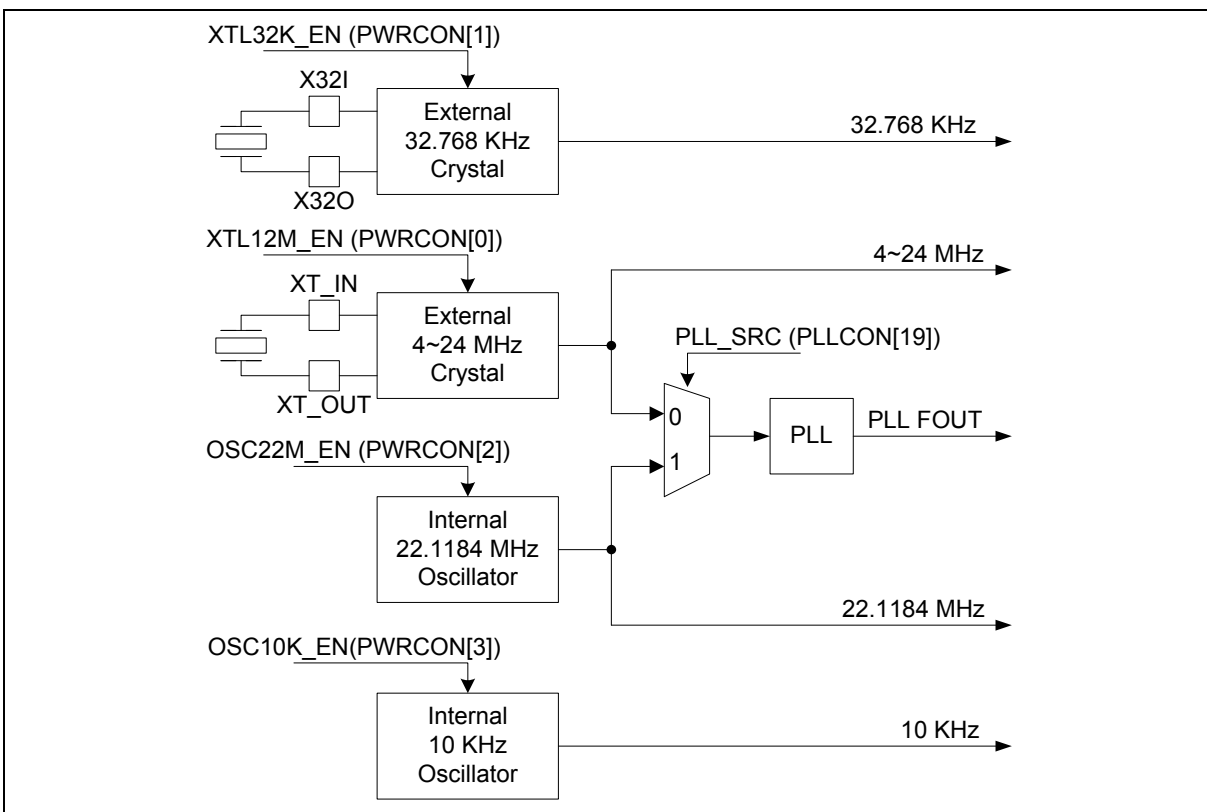 XTL32K_EN (PWRCON[1])
X32I
External
32.768 KHz
Crystal
32.768 KHz
X32O
XTL12M_EN (PWRCON[0])
4~24 MHz
XT_IN
External
4~24 MHz
Crystal
PLL_SRC (PLLCON[19])
XT_OUT
0
1
PLL
PLL FOUT
OSC22M_EN (PWRCON[2])
Internal
22.1184 MHz
Oscillator
22.1184 MHz
OSC10K_EN(PWRCON[3])
Internal
10 KHz
Oscillator
10 KHz